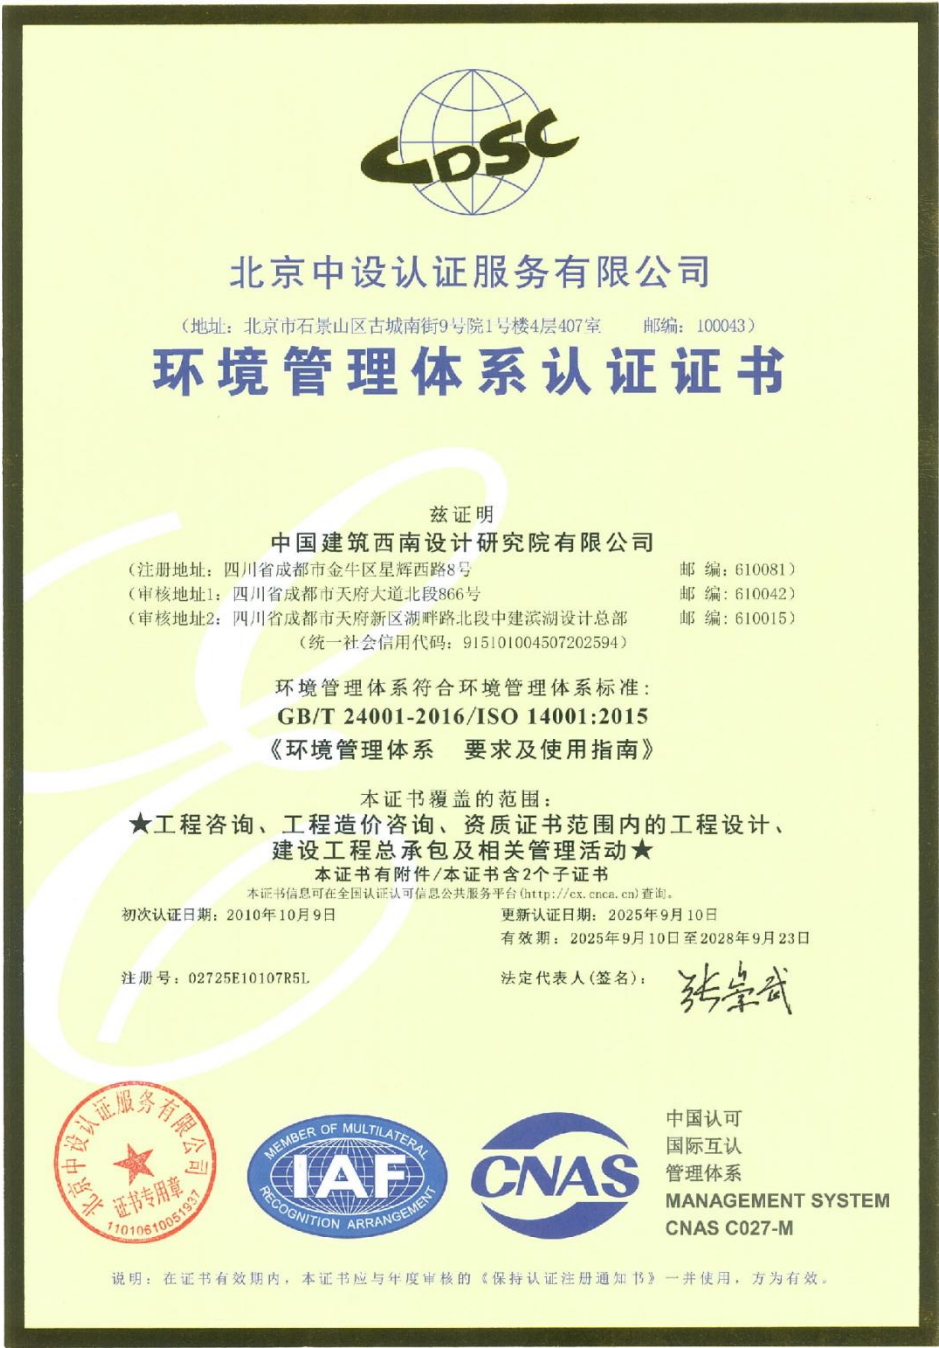 CDSC
北京中设认证服务有限公司
（地址：北京市石景山区古城南街9号院1号楼4层407室 邮编：100043）
环境管理体系认证证书
兹证明
中国建筑西南设计研究院有限公司
（注册地址：四川省成都市金牛区星辉西路8号 邮 编：610081）
（审核地址1：四川省成都市天府大道北段866号 邮 编：610042）
（审核地址2：四川省成都市天府新区湖畔路北段中建滨湖设计总部 邮 编：610015）
（统一社会信用代码：915101004507202594）
环境管理体系符合环境管理体系标准：
GB/T 24001-2016/ISO 14001:2015
《环境管理体系 要求及使用指南》
本证书覆盖的范围：
★工程咨询、工程造价咨询、资质证书范围内的工程设计、
建设工程总承包及相关管理活动★
本证书有附件/本证书含2个子证书
本证书信息可在全国认证认可信息公共服务平台(http://cx.cnca.cn)查询。
初次认证日期：2010年10月9日 更新认证日期：2025年9月10日
有效期：2025年9月10日至2028年9月23日
注册号：02725E10107R5L 法定代表人(签名)：
张崇武
北京中设认证服务有限公司
证书专用章
11010610051937
MEMBER OF MULTILATERAL
IAF
RECOGNITION ARRANGEMENT
CNAS
中国认可
国际互认
管理体系
MANAGEMENT SYSTEM
CNAS C027-M
说明：在证书有效期内，本证书应与年度审核的《保持认证注册通知书》一并使用，方为有效。